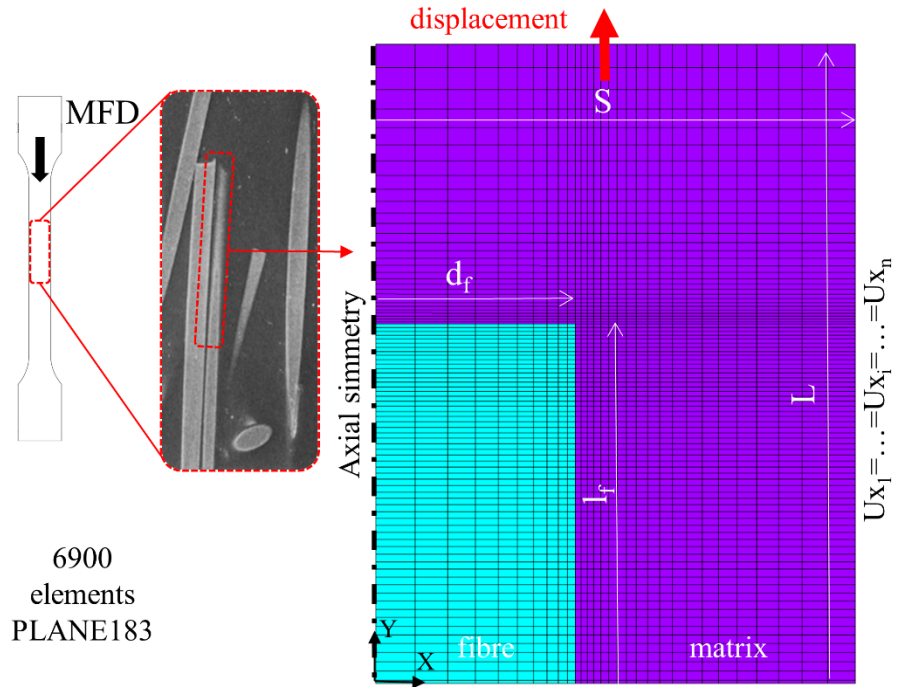 displacement
MFD
S
d_f
Axial simmetry
l_f
L
Ux_1=...=Ux_i=...=Ux_n
6900
elements
PLANE183
Y
X
fibre
matrix